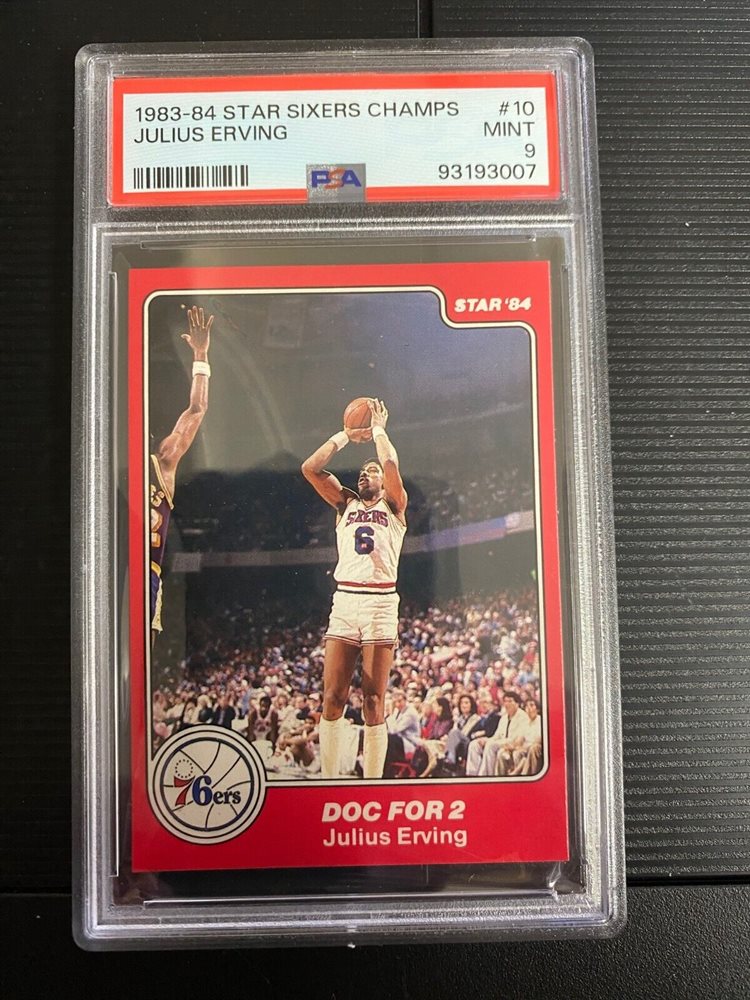 1983-84 STAR SIXERS CHAMPS #10
JULIUS ERVING MINT
9
PSA 93193007
STAR '84
SIXERS
6
76ers
DOC FOR 2
Julius Erving